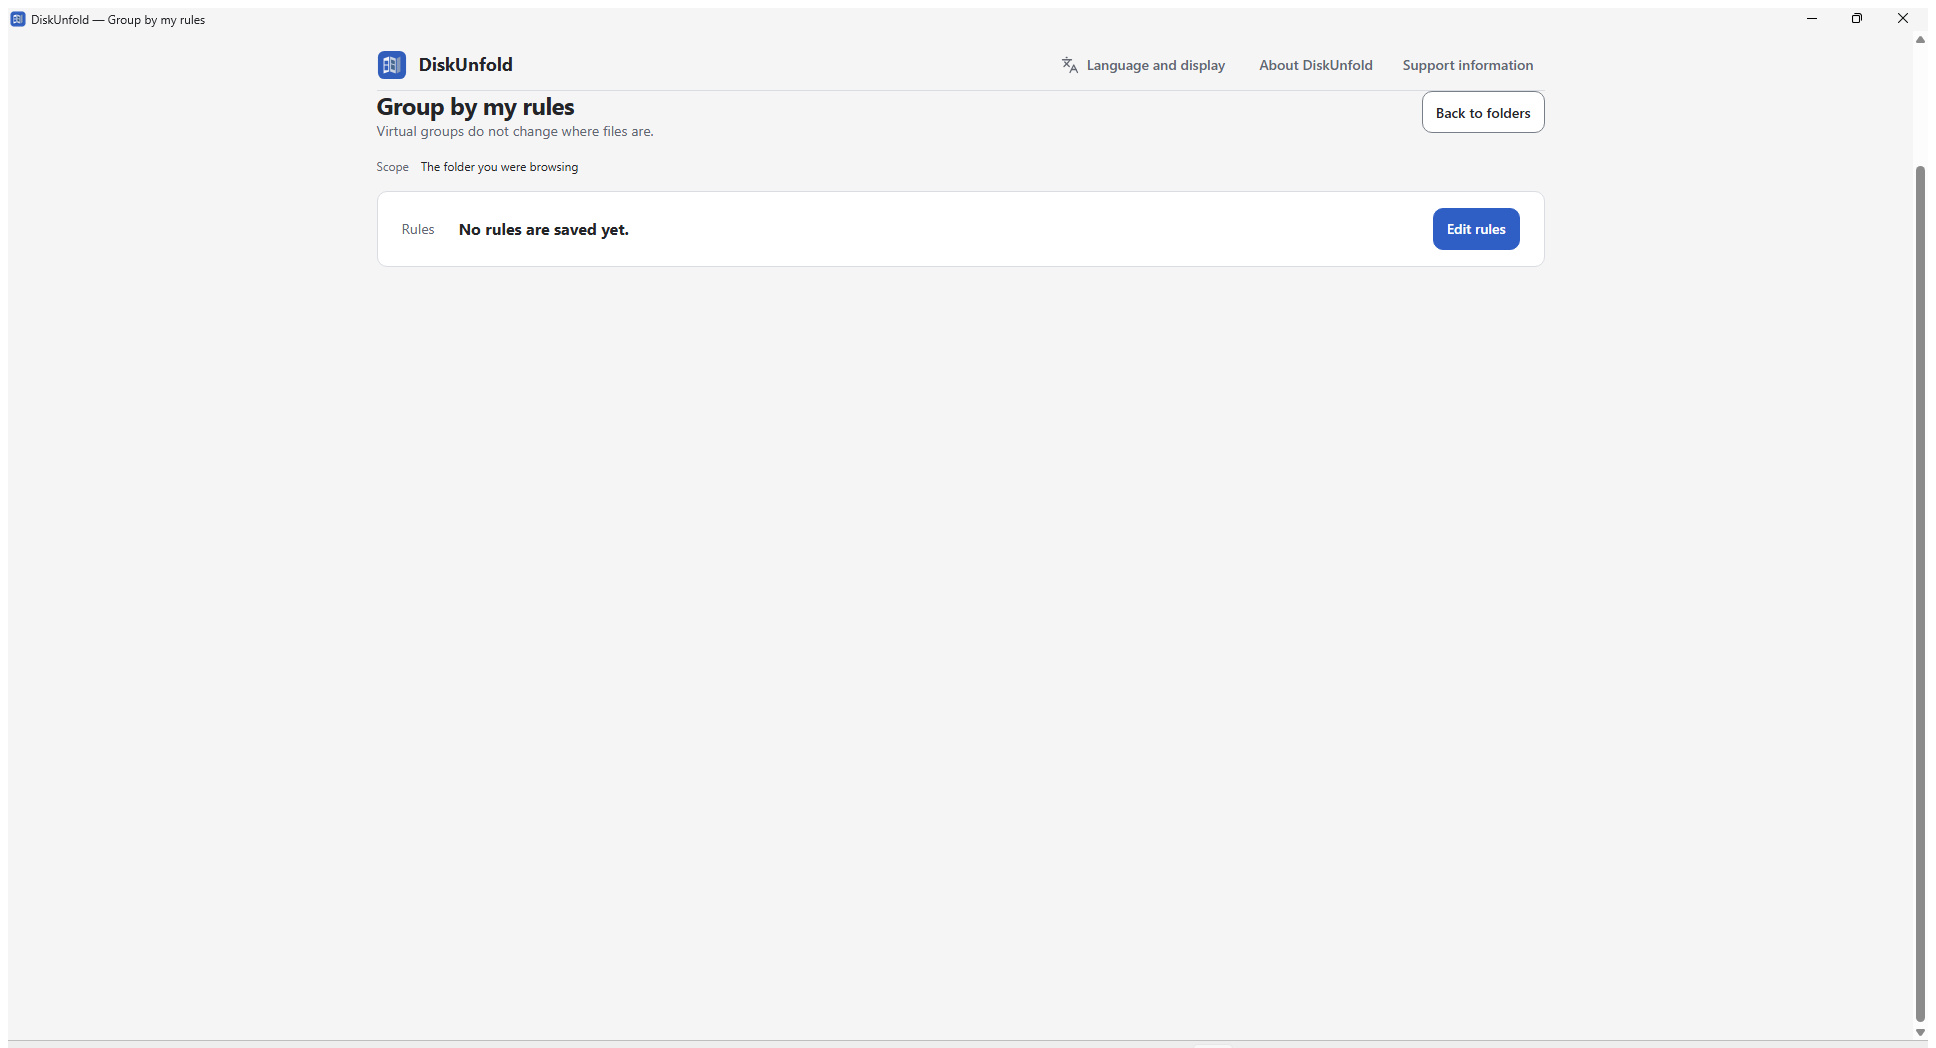 DiskUnfold — Group by my rules
DiskUnfold
Language and display
About DiskUnfold
Support information
Group by my rules
Back to folders
Virtual groups do not change where files are.
Scope The folder you were browsing
Rules No rules are saved yet.
Edit rules